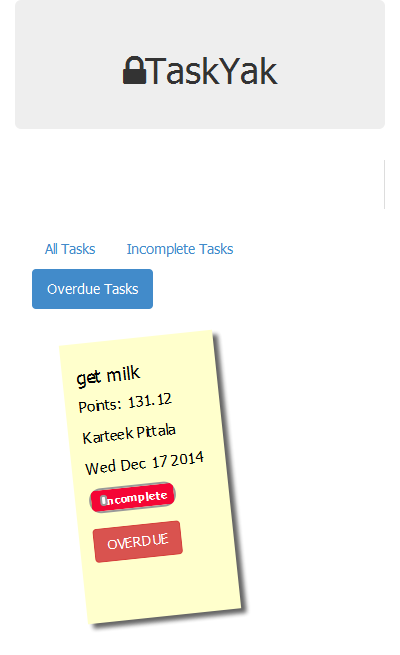 TaskYak
All Tasks Incomplete Tasks
Overdue Tasks
get milk
Points: 131.12
Karteek Pittala
Wed Dec 17 2014
Incomplete
OVERDUE